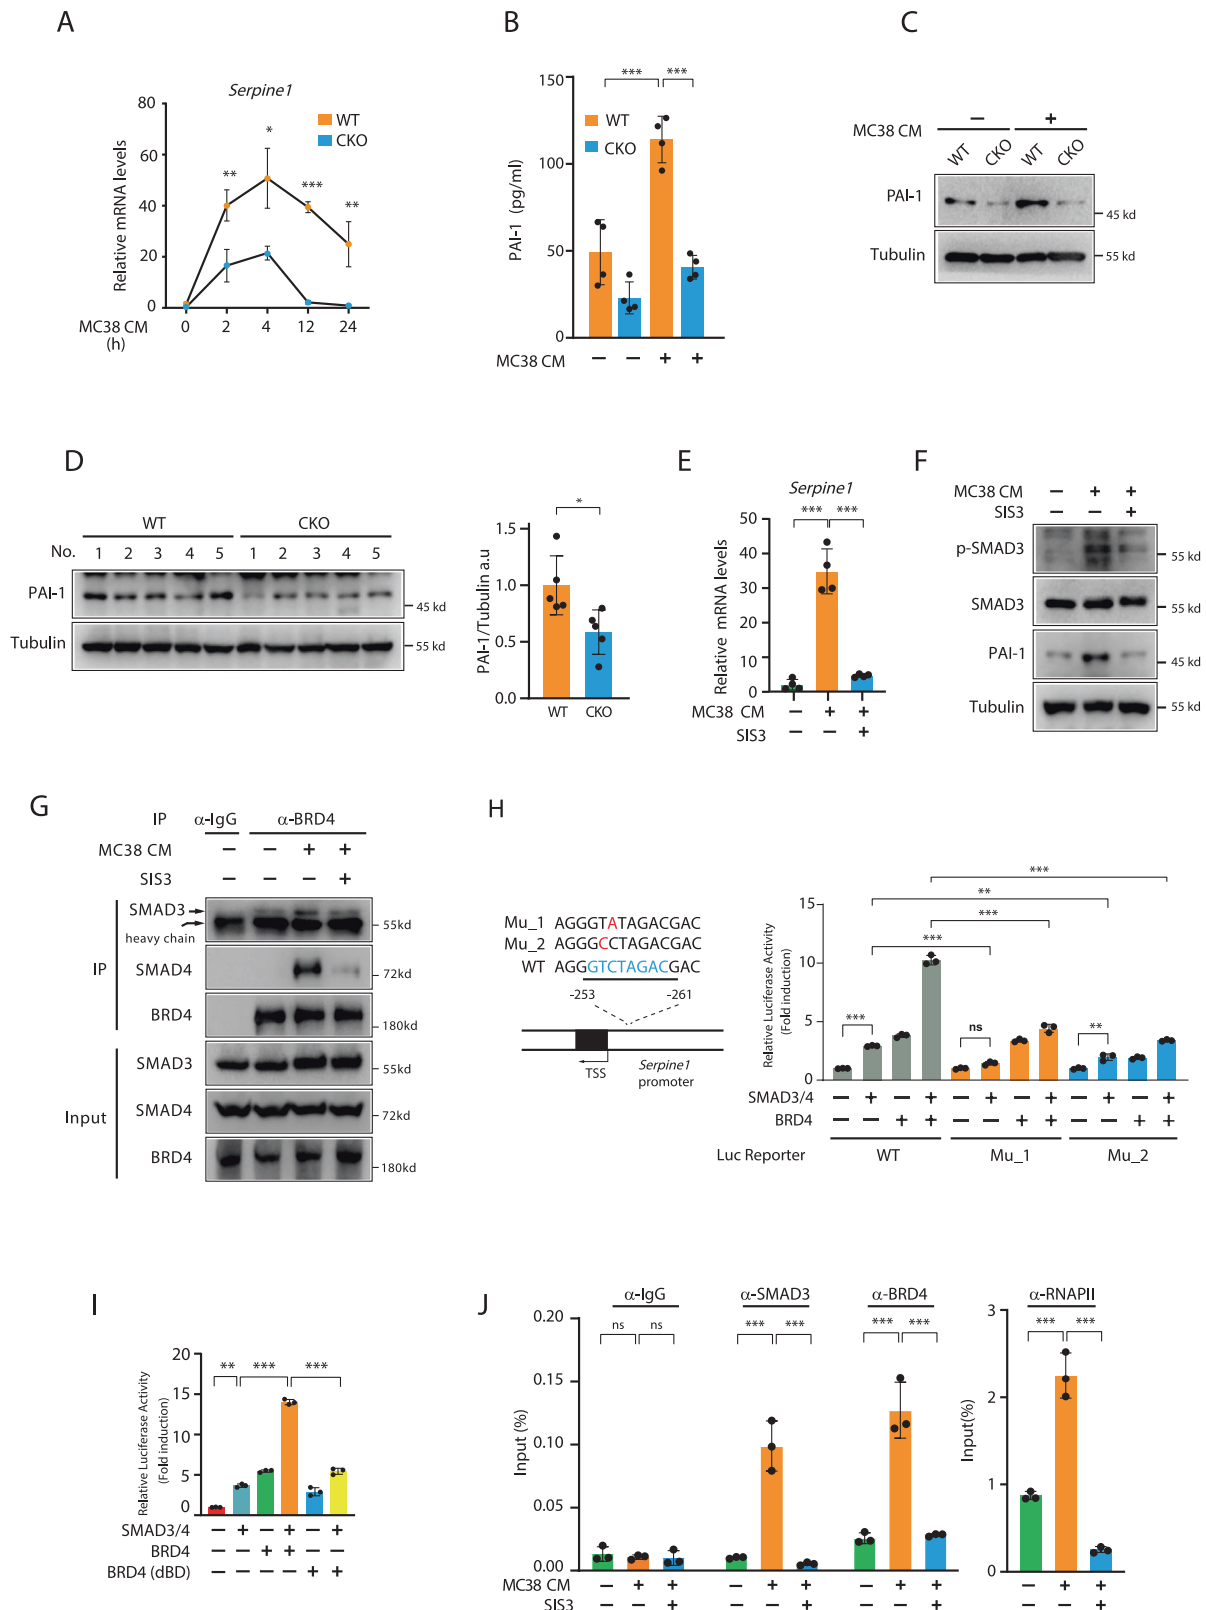 A
Serpine1
WT
CKO
Relative mRNA levels
80
60
40
20
0
*
**
***
**
0 2 4 12 24
MC38 CM
(h)
B
*** ***
WT
CKO
PAI-1 (pg/ml)
150
100
50
0
MC38 CM − − + +
C
MC38 CM − +
WT CKO WT CKO
PAI-1
45 kd
Tubulin
55 kd
D
WT CKO
No. 1 2 3 4 5 1 2 3 4 5
PAI-1
45 kd
Tubulin
55 kd
*
PAI-1/Tubulin a.u
1.5
1.0
0.5
0.0
WT CKO
E
Serpine1
*** ***
Relative mRNA levels
50
40
30
20
10
0
MC38 CM − + +
SIS3 − − +
F
MC38 CM − + +
SIS3 − − +
p-SMAD3
55 kd
SMAD3
55 kd
PAI-1
45 kd
Tubulin
55 kd
G
IP α-IgG α-BRD4
MC38 CM − − + +
SIS3 − − − +
SMAD3
55kd
heavy chain
IP
SMAD4
72kd
BRD4
180kd
Input
SMAD3
55kd
SMAD4
72kd
BRD4
180kd
H
Mu_1 AGGGTATAGACGAC
Mu_2 AGGGCCTAGACGAC
WT AGGGTCTAGACGAC
-253 -261
TSS
Serpine1
promoter
Relative Luciferase Activity
(Fold induction)
15
10
5
0
***
**
***
***
*** ns **
SMAD3/4 − + − + − + − + − + − +
BRD4 − − + + − − + + − − + +
Luc Reporter WT Mu_1 Mu_2
I
Relative Luciferase Activity
(Fold induction)
20
15
10
5
0
** *** ***
SMAD3/4 − + − + − +
BRD4 − − + + − −
BRD4 (dBD) − − − − + +
J
α-IgG α-SMAD3 α-BRD4 α-RNAPII
ns ns *** *** *** *** *** ***
Input (%)
0.20
0.15
0.10
0.05
0.00
Input(%)
3
2
1
0
MC38 CM − + + − + + − + + − + +
SIS3 − − + − − + − − + − − +